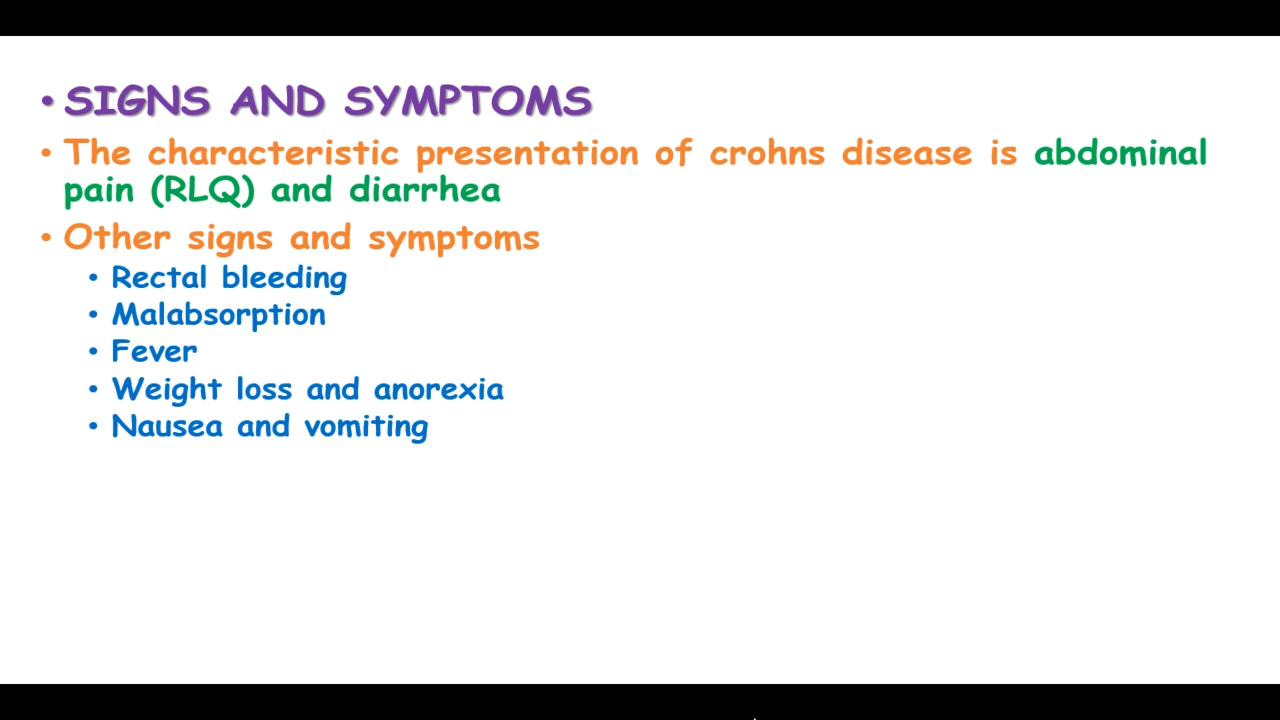 • SIGNS AND SYMPTOMS
• The characteristic presentation of crohns disease is abdominal
pain (RLQ) and diarrhea
• Other signs and symptoms
• Rectal bleeding
• Malabsorption
• Fever
• Weight loss and anorexia
• Nausea and vomiting